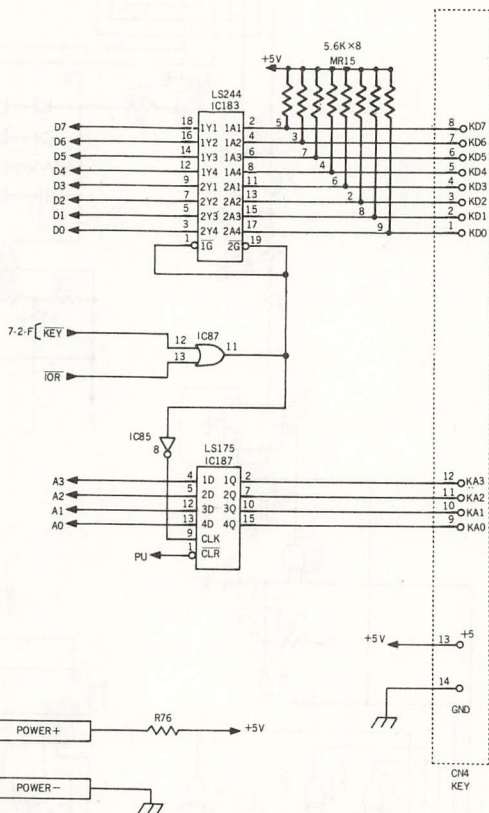 5.6K×8
+5V MR15
LS244
IC183
D7 18 1Y1 1A1 2 5 8 KD7
D6 16 1Y2 1A2 4 3 7 KD6
D5 14 1Y3 1A3 6 7 6 KD5
D4 12 1Y4 1A4 8 4 5 KD4
D3 9 2Y1 2A1 11 6 4 KD3
D2 7 2Y2 2A2 13 2 3 KD2
D1 5 2Y3 2A3 15 8 2 KD1
D0 3 2Y4 2A4 17 9 1 KD0
1 1G 2G 19
7-2-F [ KEY 12 IC87
13 11
IOR
IC85
8
LS175
IC187
A3 4 1D 1Q 2 12 KA3
A2 5 2D 2Q 7 11 KA2
A1 12 3D 3Q 10 10 KA1
A0 13 4D 4Q 15 9 KA0
9 CLK
PU 1 CLR
+5V 13 +5
14
GND
POWER+ R76 +5V
POWER−
CN4
KEY